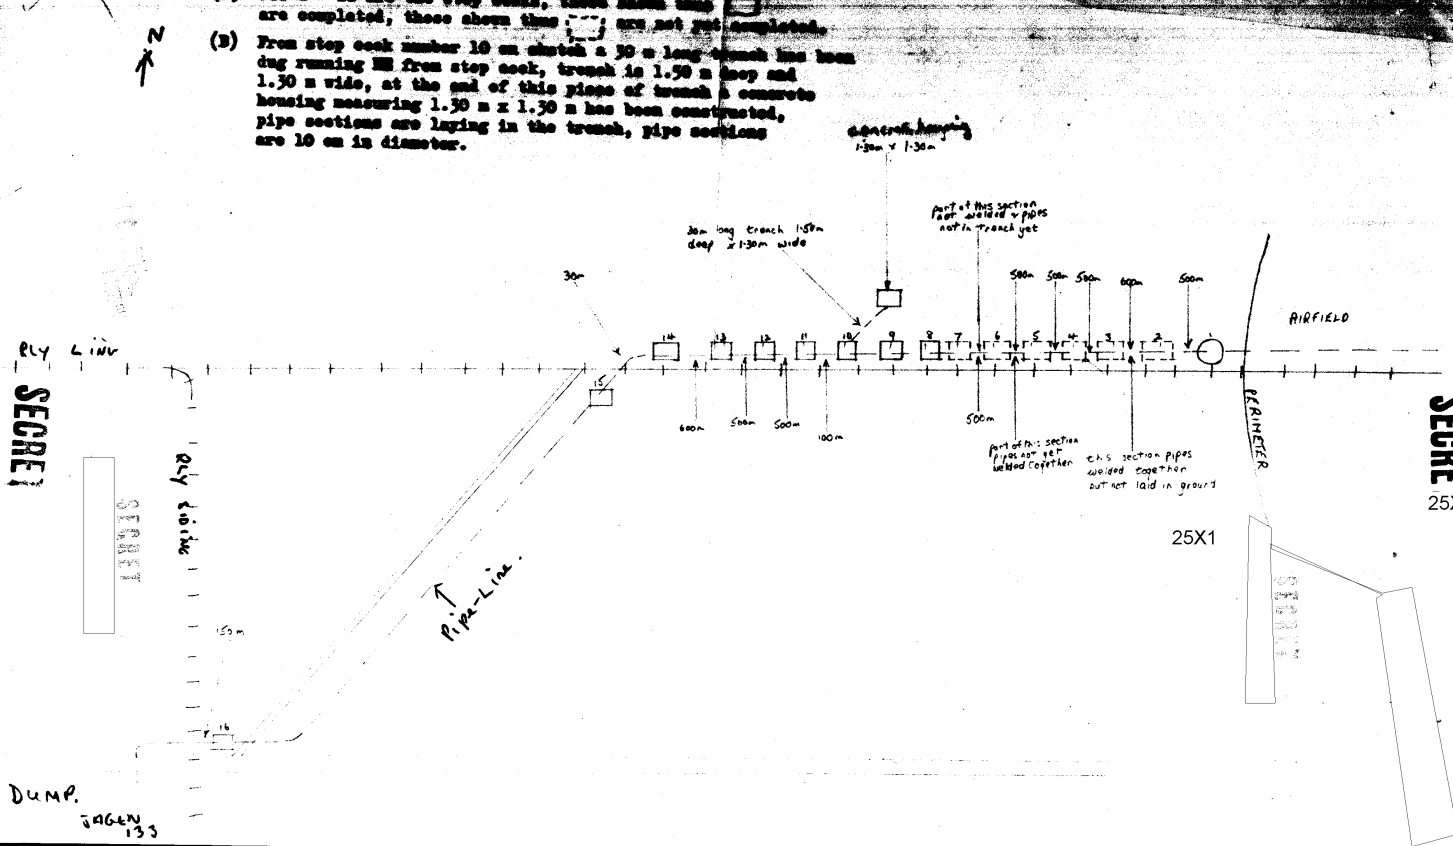 are completed, those shown thus are not yet completed.
(B) From stop cock number 10 on sketch a 30 m long trench has been
dug running NE from stop cock, trench is 1.50 m deep and
1.30 m wide, at the end of this piece of trench a concrete
housing measuring 1.30 m x 1.30 m has been constructed,
pipe sections are laying in the trench, pipe sections
are 10 cm in diameter.
N
concrete housing
1.30m x 1.30m
part of this section
not welded & pipes
not in trench yet
30m long trench 1.50m
deep x 1.30m wide
30m
500m 500m 500m 600m 500m
AIRFIELD
14 13 12 11 10 9 8 7 6 5 4 3 2 1
RLY LINE
15
SECRET
SECRE
600m 500m 500m 100m
500m
PERIMETER
part of this section
pipes not yet
welded together
this section pipes
welded together
but not laid in ground
RLY SIDING
SECRET
25X
25X1
SECRET
Pipe-Line.
150m
16
DUMP.
JAGEN
133